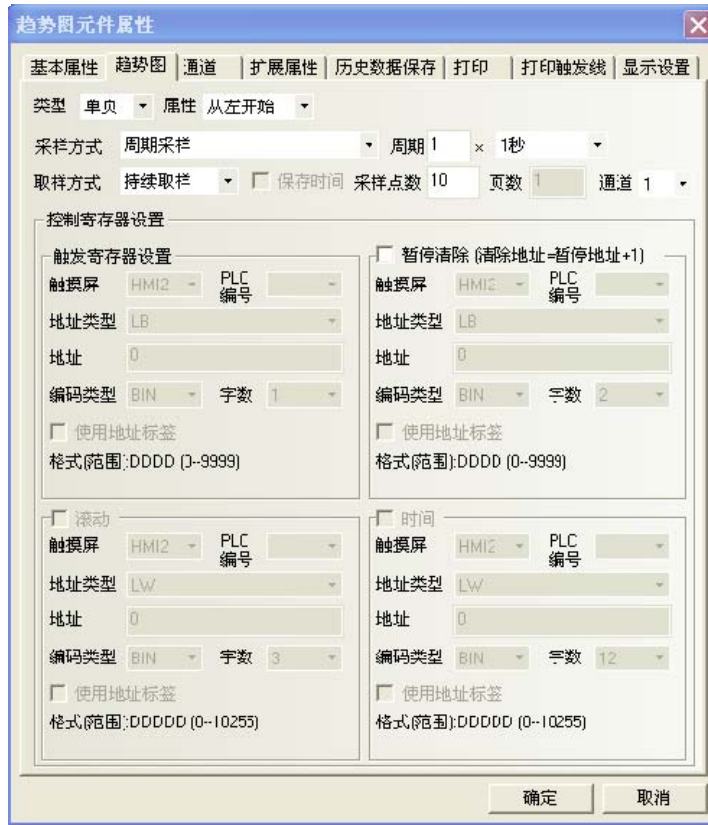 趋势图元件属性
基本属性 趋势图 通道 扩展属性 历史数据保存 打印 打印触发线 显示设置
类型 单页 属性 从左开始
采样方式 周期采样 周期 1 × 1秒
取样方式 持续取样 保存时间 采样点数 10 页数 1 通道 1
控制寄存器设置
触发寄存器设置
触摸屏 HMI2 PLC编号
地址类型 LB
地址 0
编码类型 BIN 字数 1
使用地址标签
格式(范围):DDDD (0--9999)
暂停清除 (清除地址=暂停地址+1)
触摸屏 HMI2 PLC编号
地址类型 LB
地址 0
编码类型 BIN 字数 2
使用地址标签
格式(范围):DDDD (0--9999)
滚动
触摸屏 HMI2 PLC编号
地址类型 LW
地址 0
编码类型 BIN 字数 3
使用地址标签
格式(范围):DDDDD (0--10255)
时间
触摸屏 HMI2 PLC编号
地址类型 LW
地址 0
编码类型 BIN 字数 12
使用地址标签
格式(范围):DDDDD (0--10255)
确定 取消